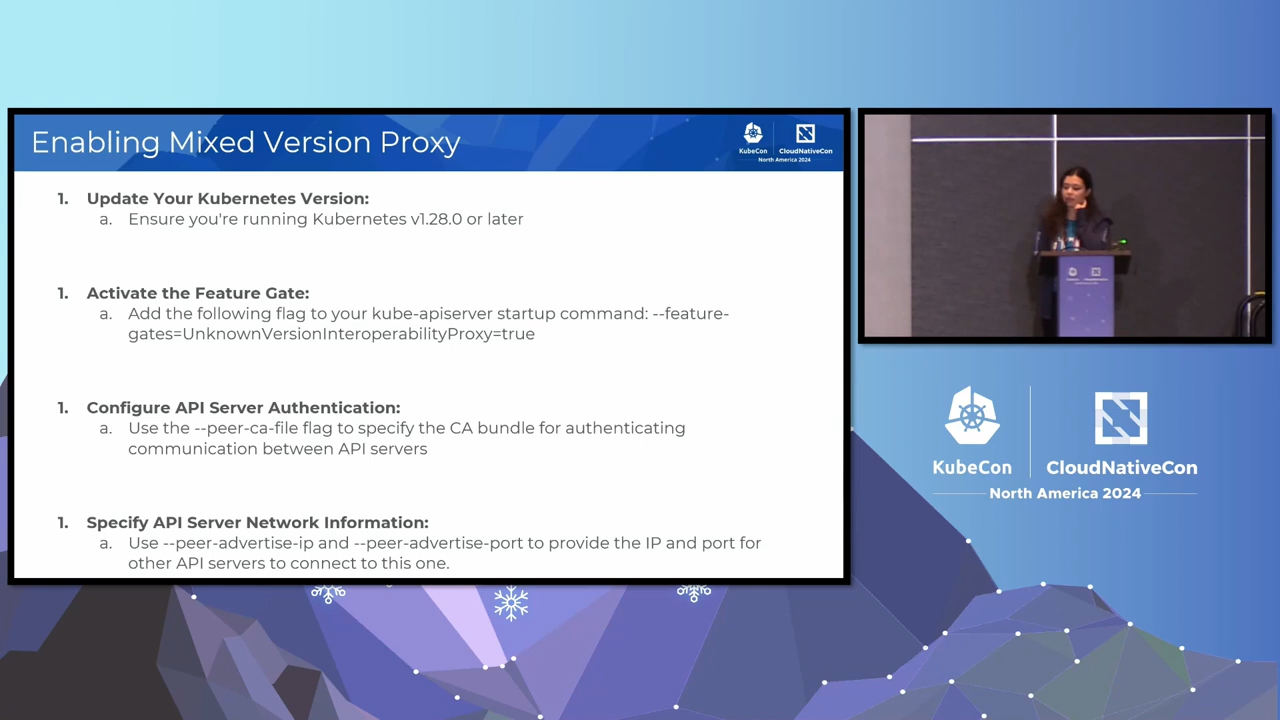 Enabling Mixed Version Proxy
KubeCon
CloudNativeCon
North America 2024
1. Update Your Kubernetes Version:
a. Ensure you're running Kubernetes v1.28.0 or later
1. Activate the Feature Gate:
a. Add the following flag to your kube-apiserver startup command: --feature-
gates=UnknownVersionInteroperabilityProxy=true
1. Configure API Server Authentication:
a. Use the --peer-ca-file flag to specify the CA bundle for authenticating
communication between API servers
1. Specify API Server Network Information:
a. Use --peer-advertise-ip and --peer-advertise-port to provide the IP and port for
other API servers to connect to this one.
KubeCon
CloudNativeCon
North America 2024